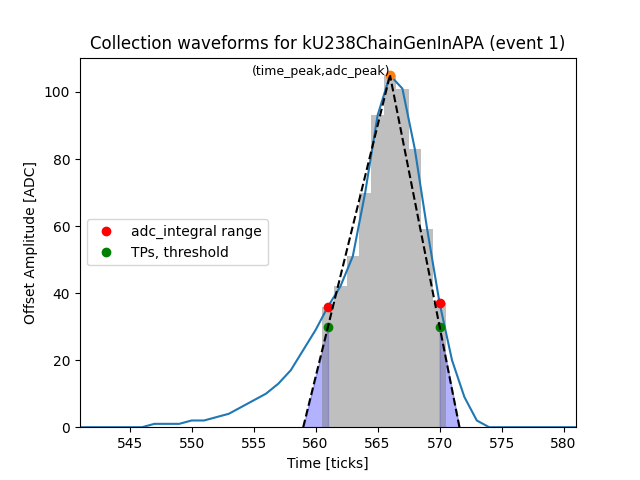 Collection waveforms for kU238ChainGenInAPA (event 1)
(time_peak,adc_peak)
100
80
60
40
20
0
Offset Amplitude [ADC]
adc_integral range
TPs, threshold
545 550 555 560 565 570 575 580
Time [ticks]